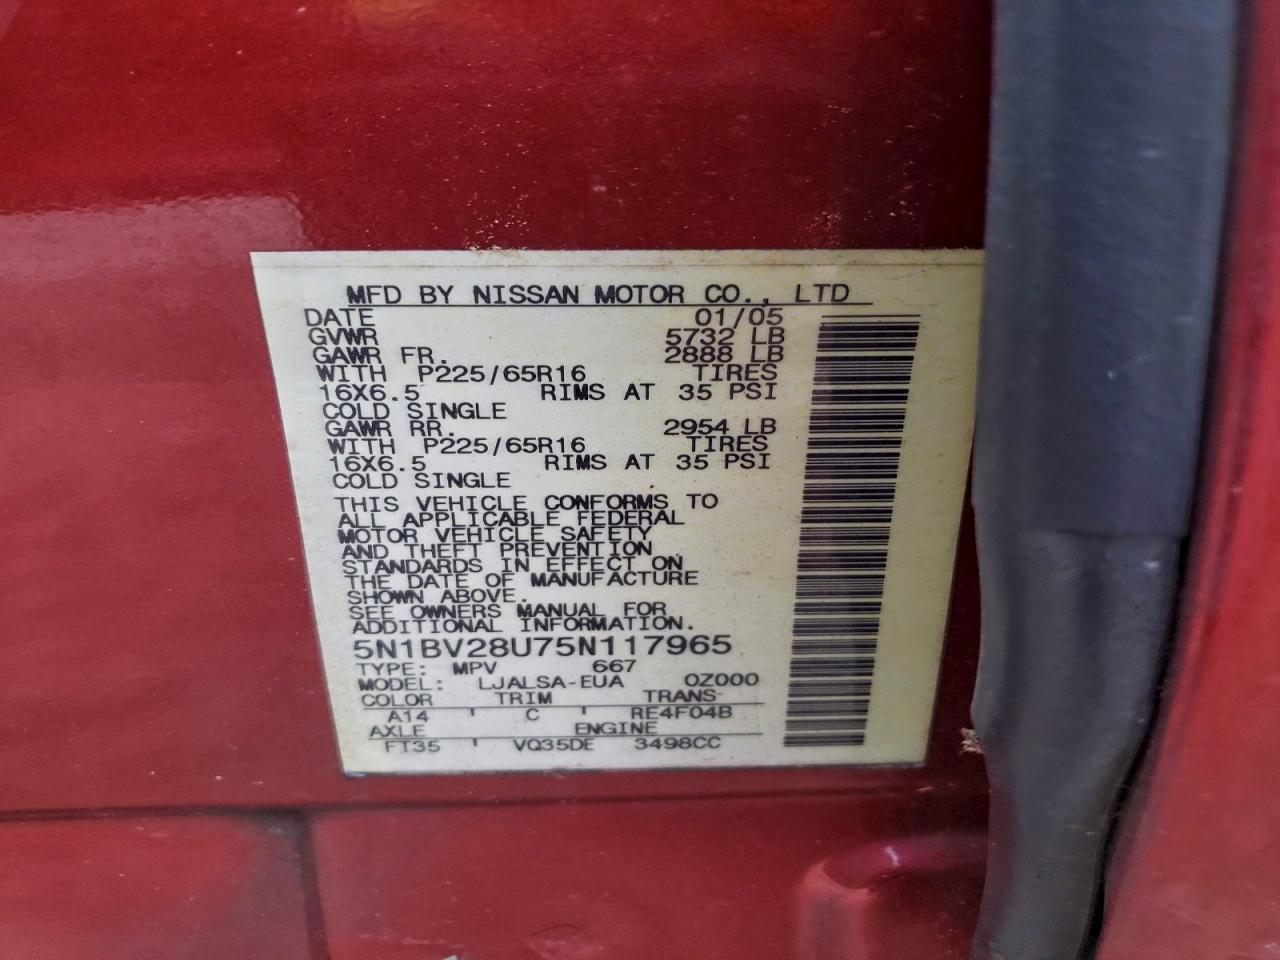 MFD BY NISSAN MOTOR CO., LTD
DATE 01/05
GVWR 5732 LB
GAWR FR. 2888 LB
WITH P225/65R16 TIRES
16X6.5 RIMS AT 35 PSI
COLD SINGLE
GAWR RR. 2954 LB
WITH P225/65R16 TIRES
16X6.5 RIMS AT 35 PSI
COLD SINGLE
THIS VEHICLE CONFORMS TO
ALL APPLICABLE FEDERAL
MOTOR VEHICLE SAFETY
AND THEFT PREVENTION
STANDARDS IN EFFECT ON
THE DATE OF MANUFACTURE
SHOWN ABOVE.
SEE OWNERS MANUAL FOR
ADDITIONAL INFORMATION.
5N1BV28U75N117965
TYPE: MPV 667
MODEL: LJALSA-EUA 0Z000
COLOR TRIM TRANS
A14 ' C ' RE4F04B
AXLE ENGINE
FT35 ' VQ35DE 3498CC